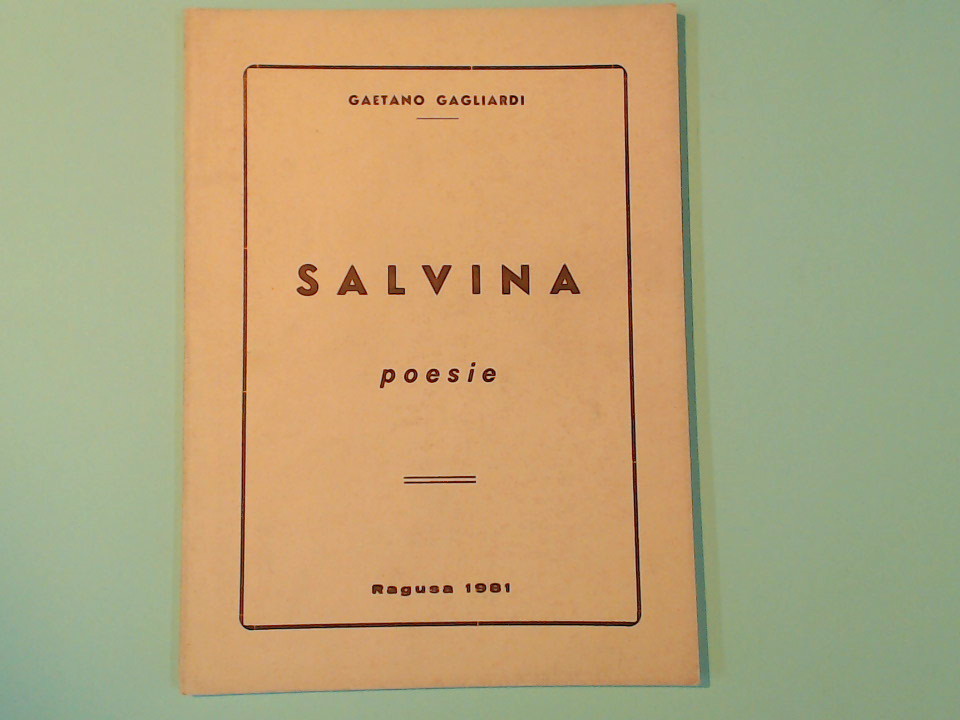 GAETANO GAGLIARDI
SALVINA
poesie
Ragusa 1981